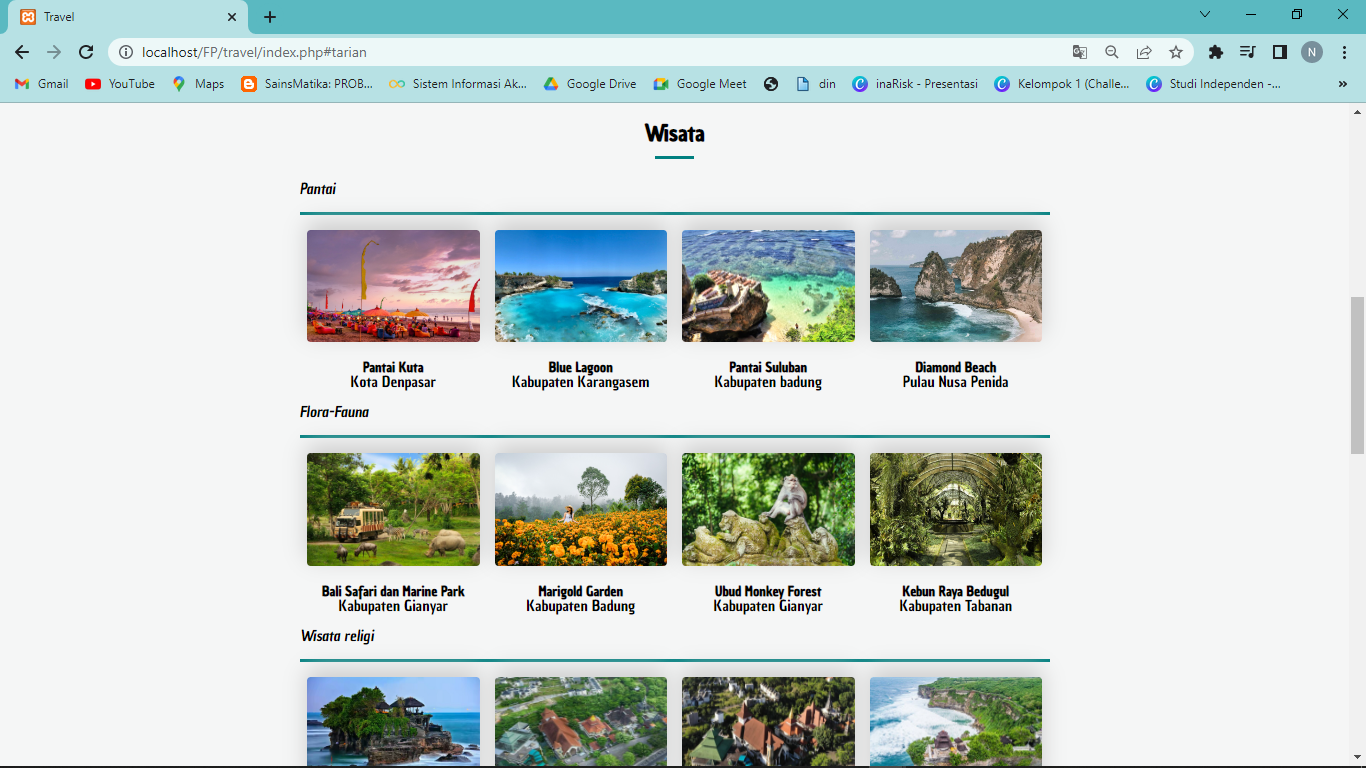 Travel
localhost/FP/travel/index.php#tarian
N
Gmail
YouTube
Maps
SainsMatika: PROB...
Sistem Informasi Ak...
Google Drive
Google Meet
din
inaRisk - Presentasi
Kelompok 1 (Challe...
Studi Independen -...
»
Wisata
Pantai
Pantai Kuta
Kota Denpasar
Blue Lagoon
Kabupaten Karangasem
Pantai Suluban
Kabupaten badung
Diamond Beach
Pulau Nusa Penida
Flora-Fauna
Bali Safari dan Marine Park
Kabupaten Gianyar
Marigold Garden
Kabupaten Badung
Ubud Monkey Forest
Kabupaten Gianyar
Kebun Raya Bedugul
Kabupaten Tabanan
Wisata religi